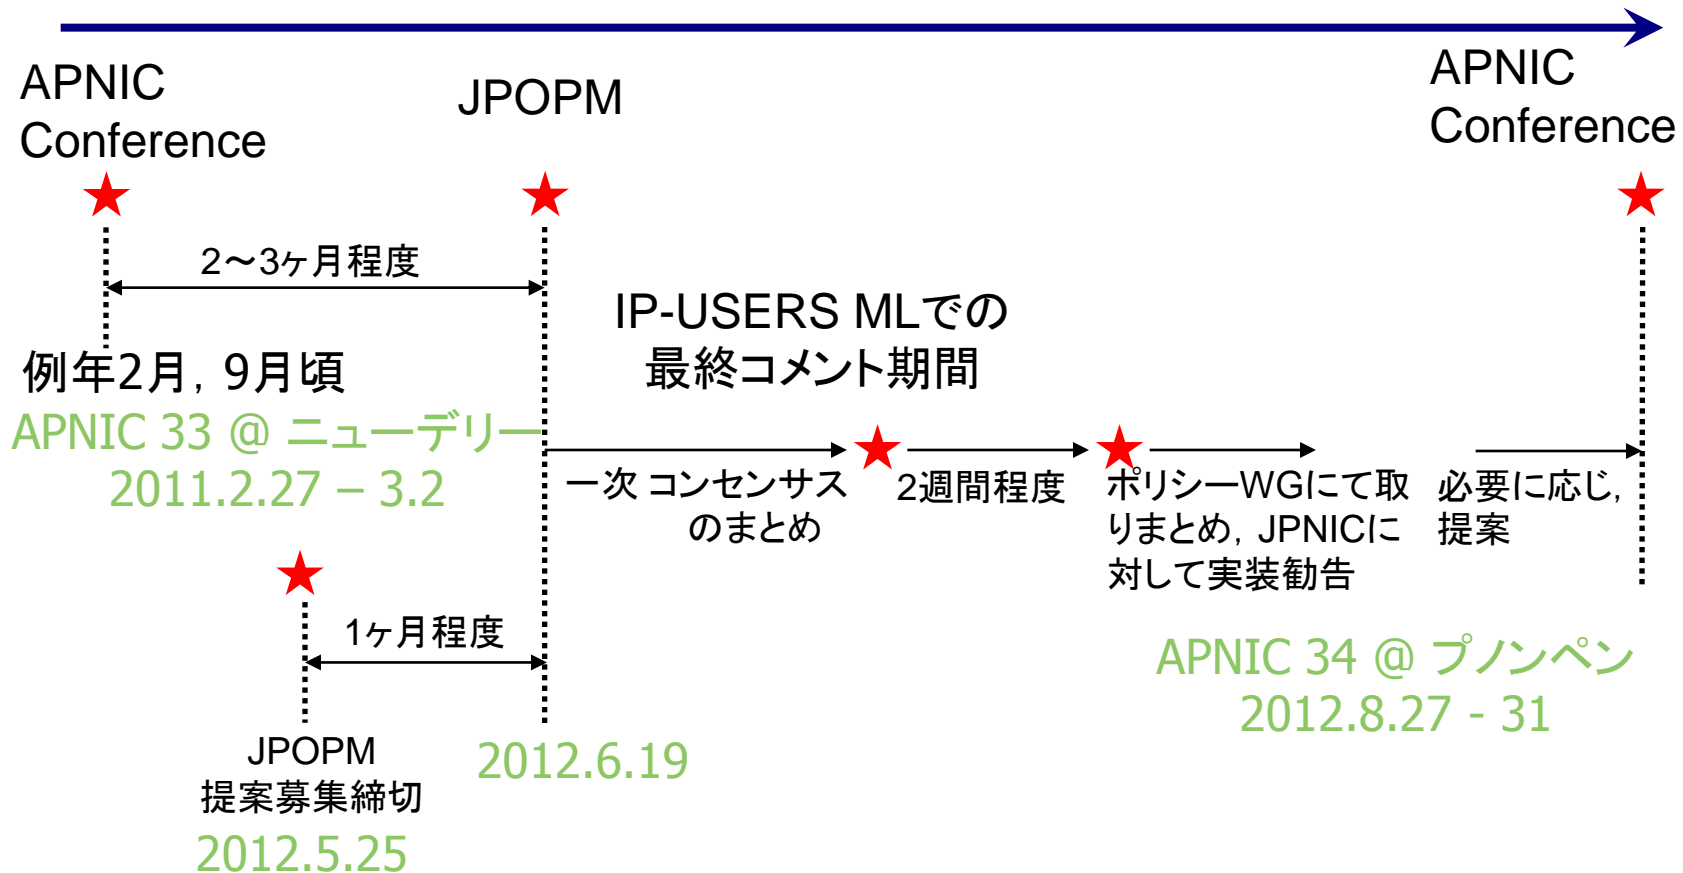 APNIC
Conference
JPOPM
APNIC
Conference
2～3ヶ月程度
IP-USERS MLでの
最終コメント期間
例年2月，9月頃
APNIC 33 @ ニューデリー
2011.2.27 – 3.2
一次 コンセンサス
のまとめ
2週間程度
ポリシーWGにて取
りまとめ，JPNICに
対して実装勧告
必要に応じ，
提案
1ヶ月程度
APNIC 34 @ プノンペン
2012.8.27 - 31
JPOPM
提案募集締切
2012.5.25
2012.6.19